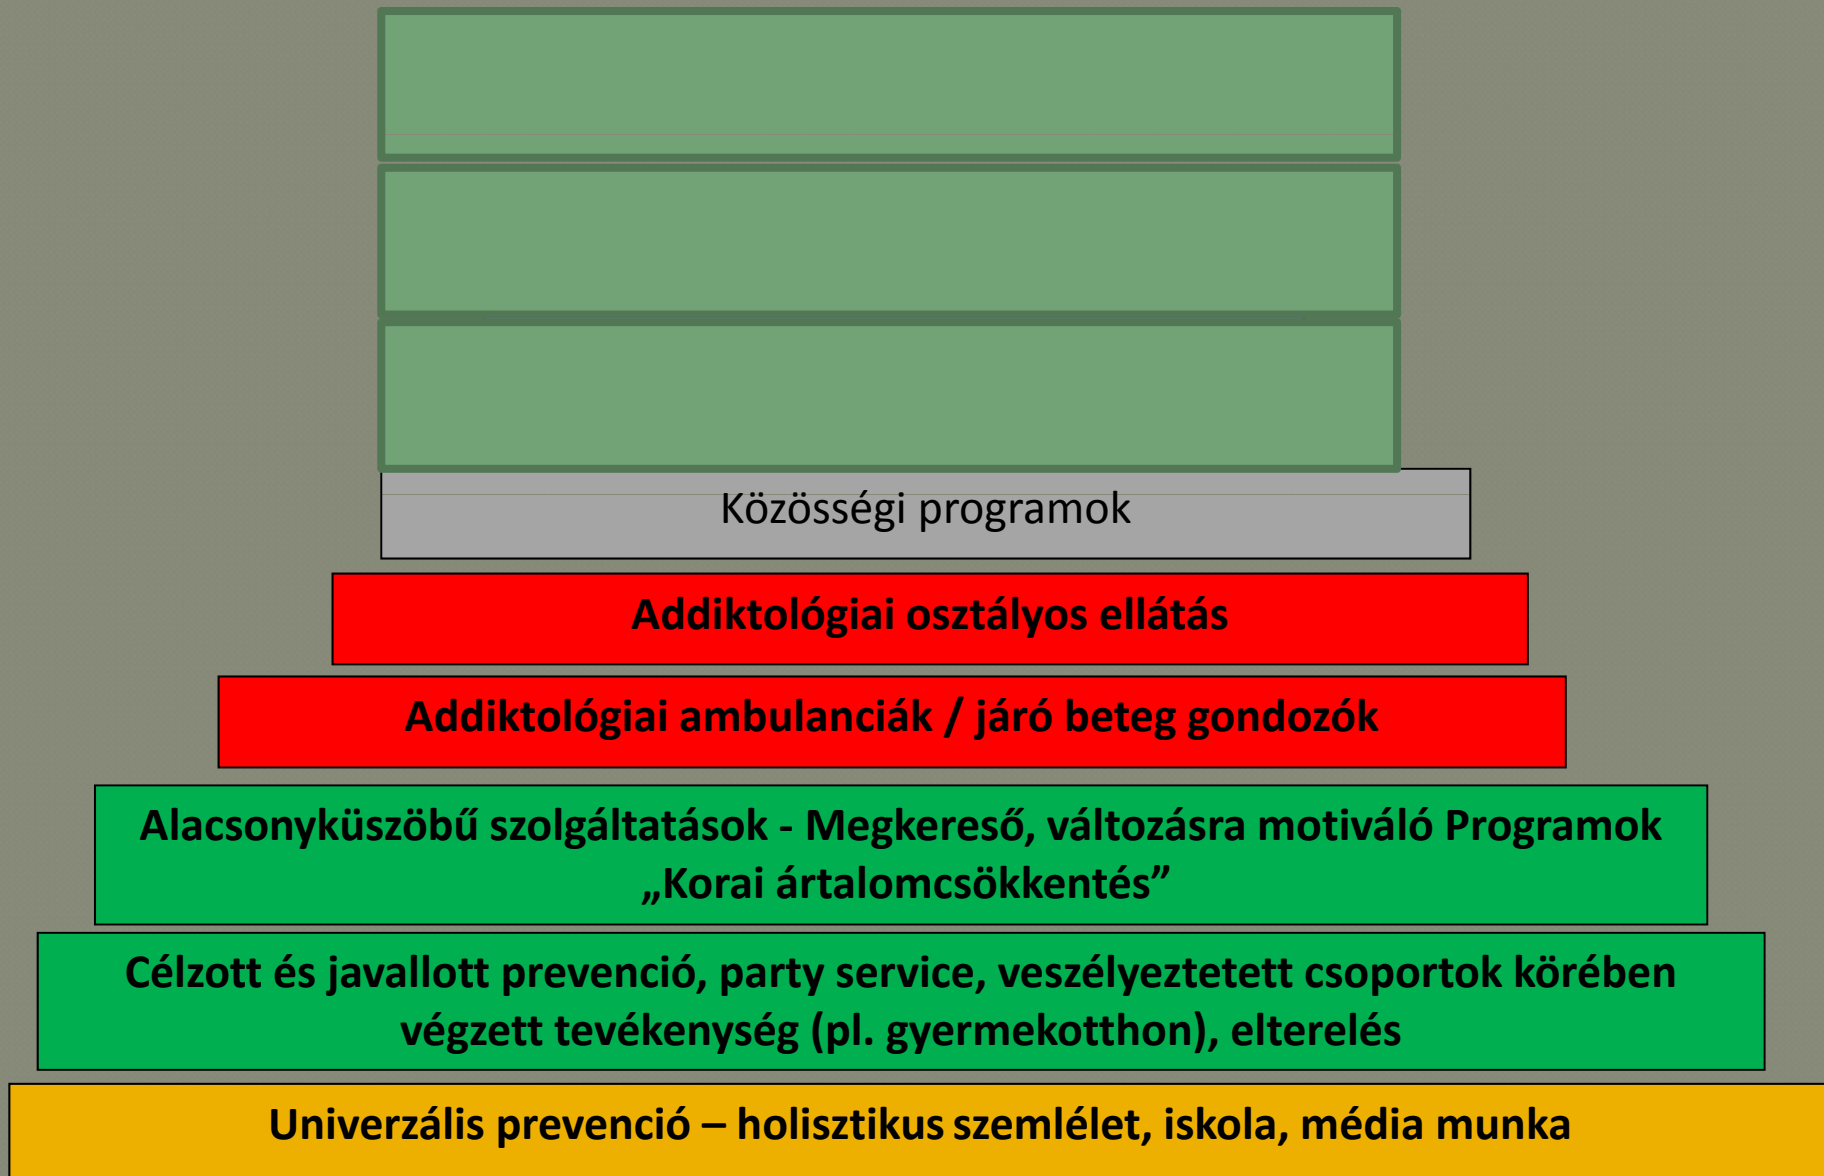 Közösségi programok
Addiktológiai osztályos ellátás
Addiktológiai ambulanciák / járó beteg gondozók
Alacsonyküszöbű szolgáltatások - Megkereső, változásra motiváló Programok
„Korai ártalomcsökkentés”
Célzott és javallott prevenció, party service, veszélyeztetett csoportok körében
végzett tevékenység (pl. gyermekotthon), elterelés
Univerzális prevenció – holisztikus szemlélet, iskola, média munka